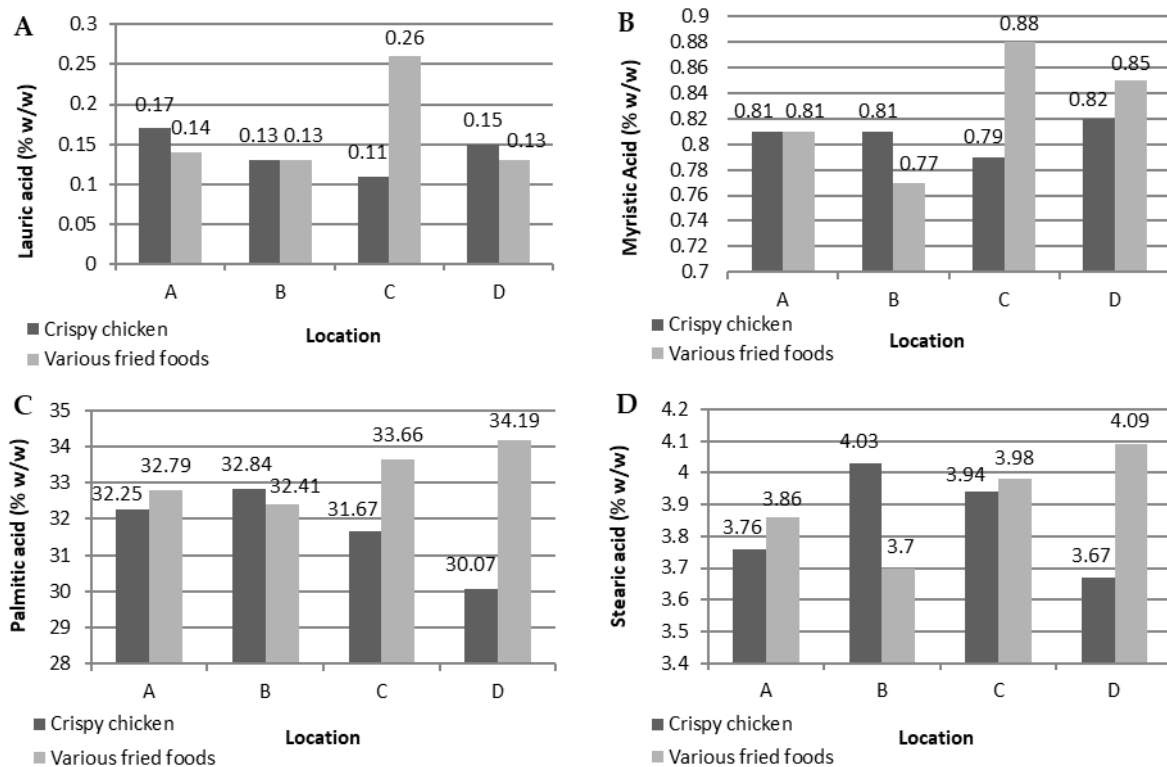 A
Lauric acid (% w/w)
0.3
0.25
0.2
0.15
0.1
0.05
0
0.17
0.14
0.13
0.13
0.11
0.26
0.15
0.13
A
B
C
D
Location
Crispy chicken
Various fried foods
B
Myristic Acid (% w/w)
0.9
0.88
0.86
0.84
0.82
0.8
0.78
0.76
0.74
0.72
0.7
0.81
0.81
0.81
0.77
0.79
0.88
0.82
0.85
A
B
C
D
Location
Crispy chicken
Various fried foods
C
Palmitic acid (% w/w)
35
34
33
32
31
30
29
28
32.25
32.79
32.84
32.41
31.67
33.66
30.07
34.19
A
B
C
D
Location
Crispy chicken
Various fried foods
D
Stearic acid (% w/w)
4.2
4.1
4
3.9
3.8
3.7
3.6
3.5
3.4
3.76
3.86
4.03
3.7
3.94
3.98
3.67
4.09
A
B
C
D
Location
Crispy chicken
Various fried foods